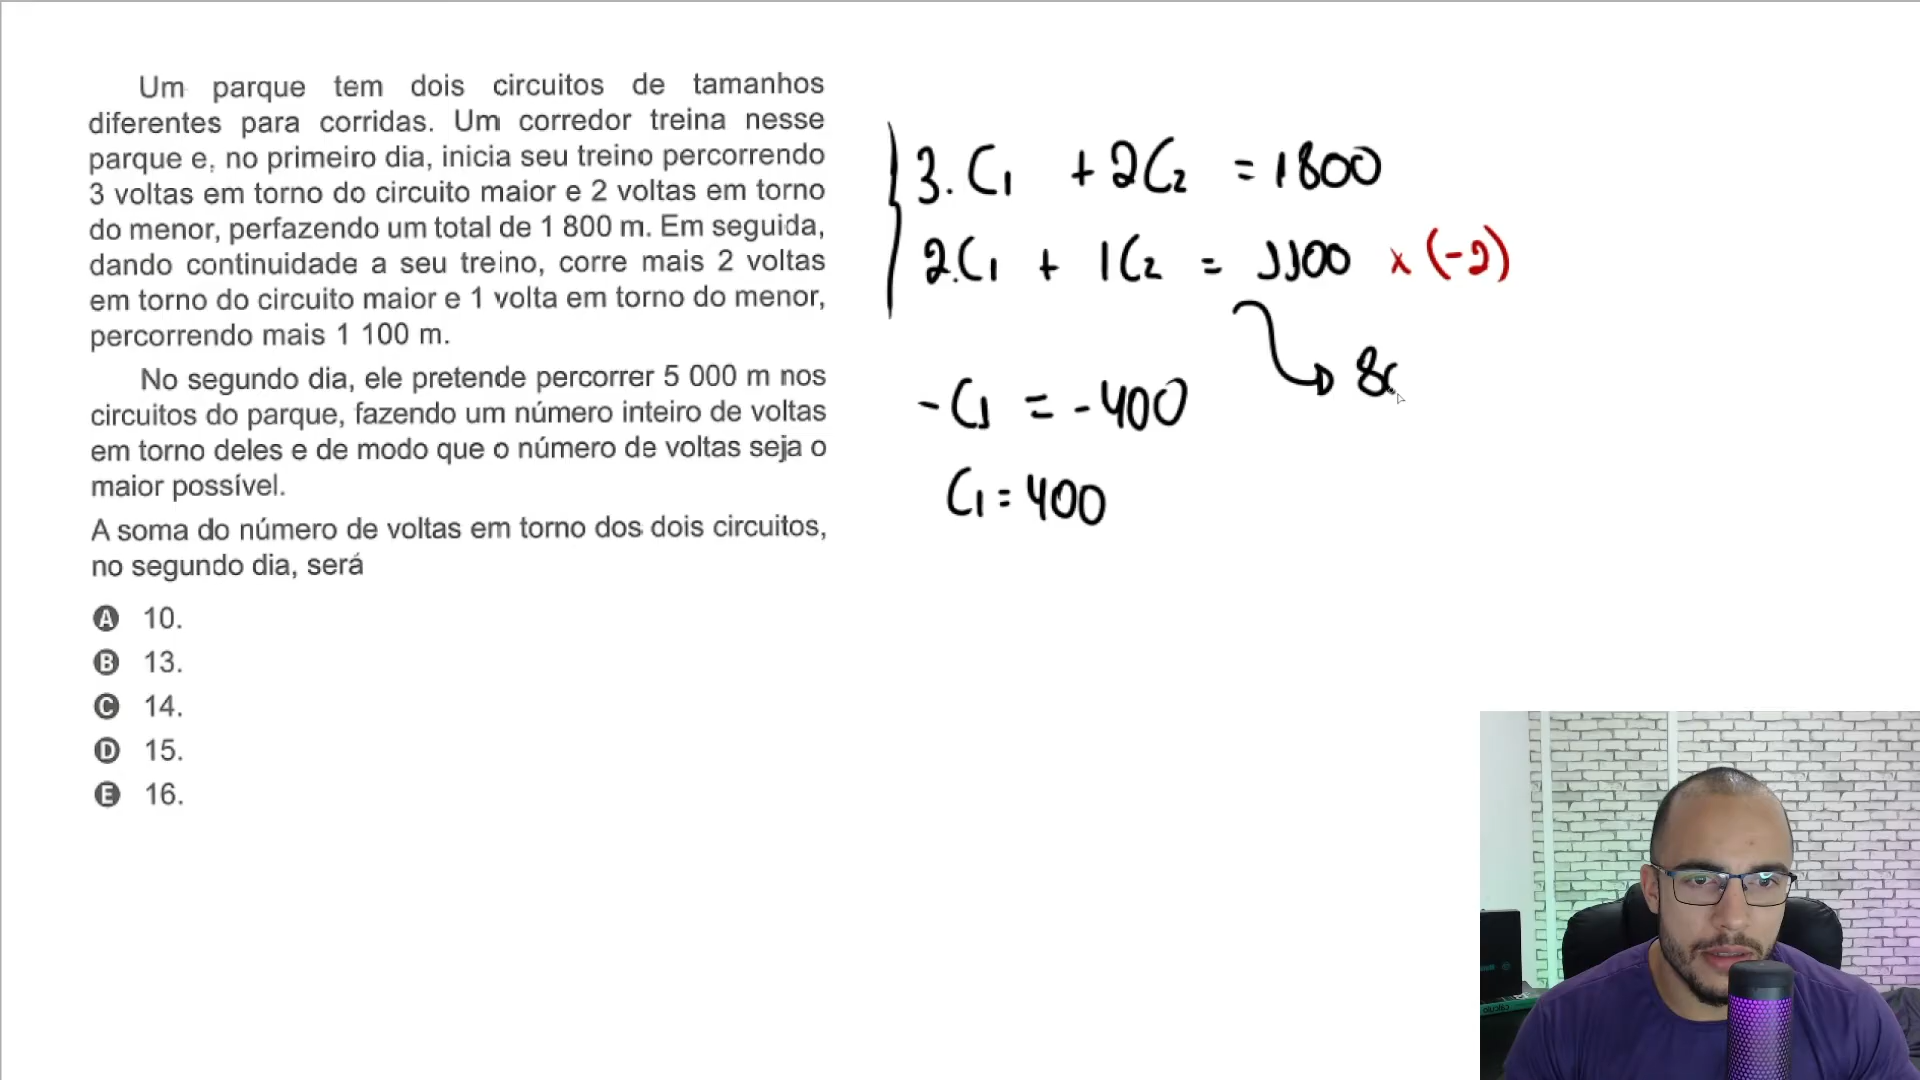 Um parque tem dois circuitos de tamanhos
diferentes para corridas. Um corredor treina nesse
parque e, no primeiro dia, inicia seu treino percorrendo
3 voltas em torno do circuito maior e 2 voltas em torno
do menor, perfazendo um total de 1 800 m. Em seguida,
dando continuidade a seu treino, corre mais 2 voltas
em torno do circuito maior e 1 volta em torno do menor,
percorrendo mais 1 100 m.
No segundo dia, ele pretende percorrer 5 000 m nos
circuitos do parque, fazendo um número inteiro de voltas
em torno deles e de modo que o número de voltas seja o
maior possível.
A soma do número de voltas em torno dos dois circuitos,
no segundo dia, será
A 10.
B 13.
C 14.
D 15.
E 16.
3. C1 + 2C2 = 1800
2.C1 + 1C2 = 1100 x (-2)
80
-C1 = -400
C1 = 400